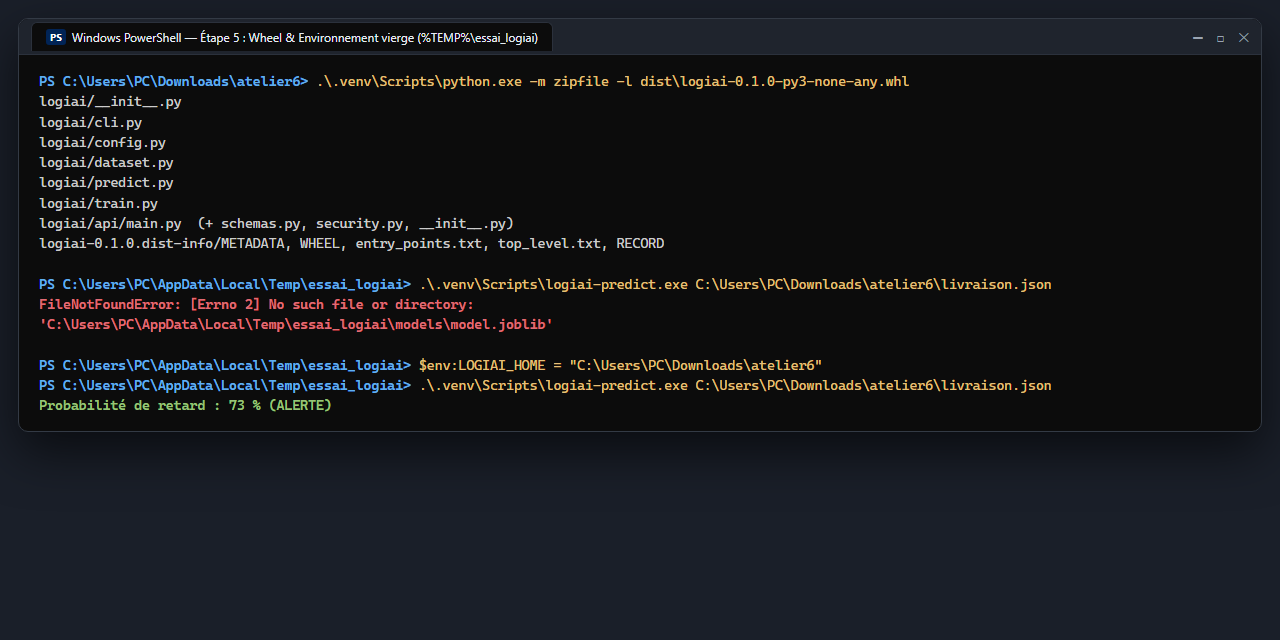 PS Windows PowerShell — Étape 5 : Wheel & Environnement vierge (%TEMP%\essai_logiai)
PS C:\Users\PC\Downloads\atelier6> .\.venv\Scripts\python.exe -m zipfile -l dist\logiai-0.1.0-py3-none-any.whl
logiai/__init__.py
logiai/cli.py
logiai/config.py
logiai/dataset.py
logiai/predict.py
logiai/train.py
logiai/api/main.py  (+ schemas.py, security.py, __init__.py)
logiai-0.1.0.dist-info/METADATA, WHEEL, entry_points.txt, top_level.txt, RECORD
PS C:\Users\PC\AppData\Local\Temp\essai_logiai> .\.venv\Scripts\logiai-predict.exe C:\Users\PC\Downloads\atelier6\livraison.json
FileNotFoundError: [Errno 2] No such file or directory:
'C:\Users\PC\AppData\Local\Temp\essai_logiai\models\model.joblib'
PS C:\Users\PC\AppData\Local\Temp\essai_logiai> $env:LOGIAI_HOME = "C:\Users\PC\Downloads\atelier6"
PS C:\Users\PC\AppData\Local\Temp\essai_logiai> .\.venv\Scripts\logiai-predict.exe C:\Users\PC\Downloads\atelier6\livraison.json
Probabilité de retard : 73 % (ALERTE)